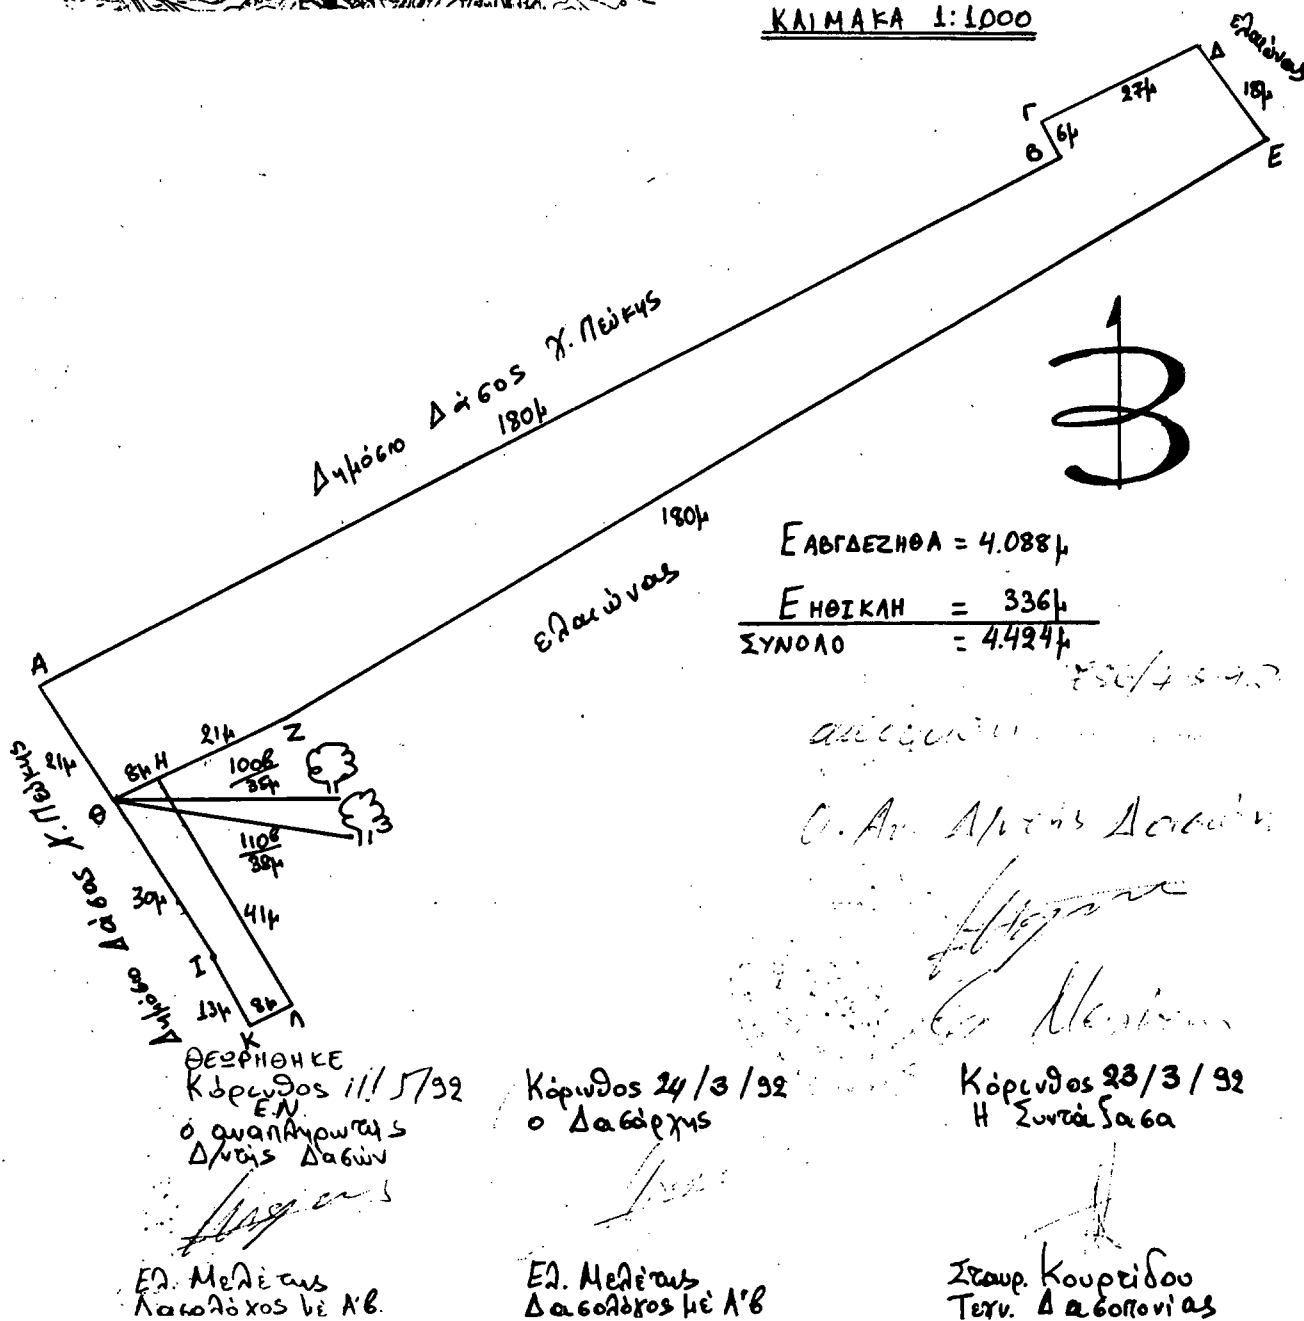 ΚΛΙΜΑΚΑ 1:1000
ελαιώνας
Δ
27μ
18μ
Γ
6μ
Β
Ε
Δημόσιο Δάσος Χ. Πεύκης
180μ
180μ
ελαιώνας
Ε ΑΒΓΔΕΖΗΘΑ = 4.088μ
Ε ΗΘΙΚΛΗ = 336μ
ΣΥΝΟΛΟ = 4.424μ
Α
21μ
Ζ
21μ
8μ Η
100β
35μ
Θ
110β
38μ
Δημόσιο Δάσος Χ. Πεύκης
30μ
41μ
Ι
13μ
8μ
Λ
Κ
ΘΕΩΡΗΘΗΚΕ
Κόρινθος 11/5/92
Ε.Ν.
ο αναπληρωτής
Δ/ντής Δασών
Ελ. Μελέτης
Δασολόγος με Α'β.
Κόρινθος 24/3/92
ο Δασάρχης
Ελ. Μελέτης
Δασολόγος με Α'β
Κόρινθος 23/3/92
Η Συντάξασα
Σταυρ. Κουρτίδου
Τεχν. Δασοπονίας